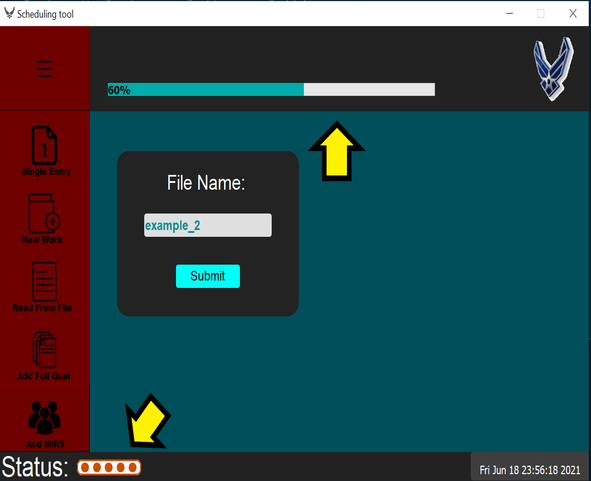 Scheduling tool
60%
File Name:
example_2
Submit
1
Single Entry
New Work
Read From File
Add Full Qual
Add MIRS
Status:
Fri Jun 18 23:56:18 2021